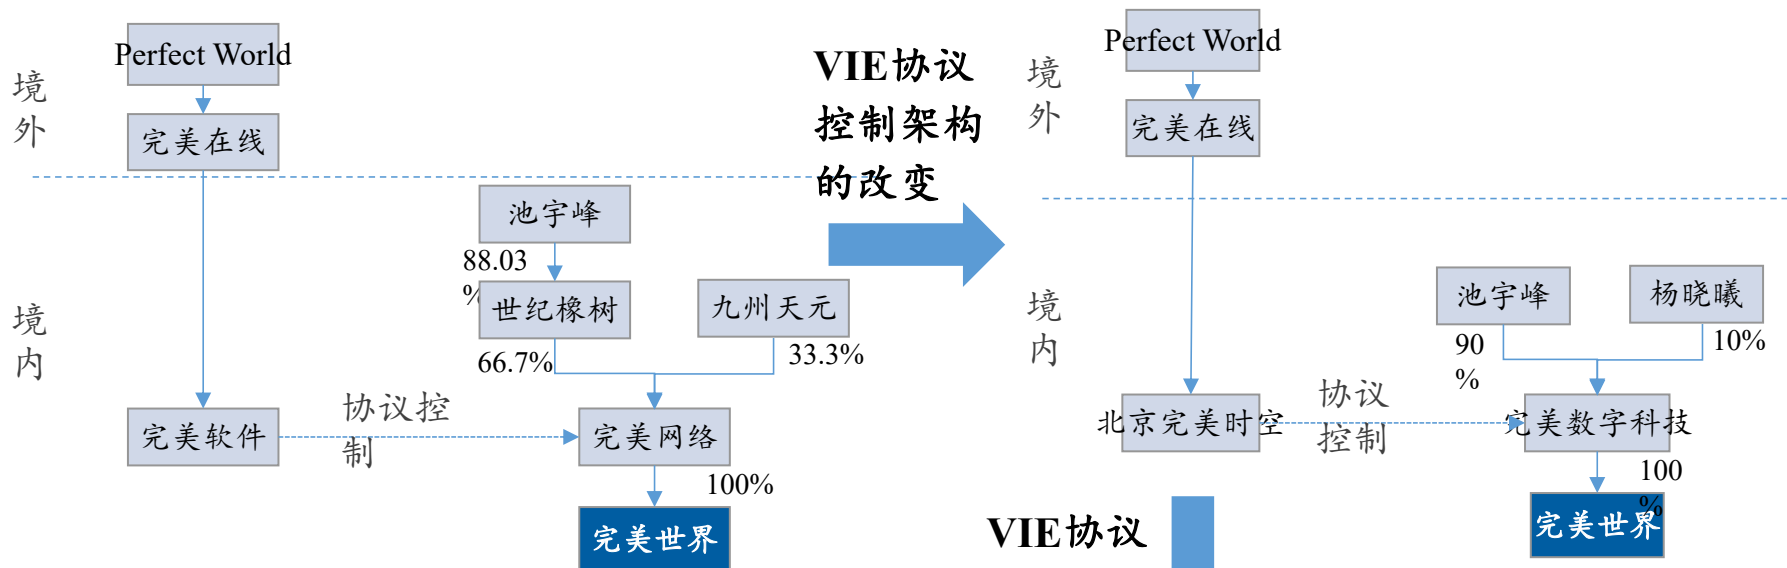 Perfect World
境
外
完美在线
池宇峰
88.03
%
世纪橡树
九州天元
66.7%
33.3%
境
内
完美软件
协议控
制
完美网络
100%
完美世界
VIE协议
控制架构
的改变
Perfect World
境
外
完美在线
境
内
池宇峰
杨晓曦
90
%
10%
北京完美时空
协议
控制
完美数字科技
100
%
完美世界
VIE协议